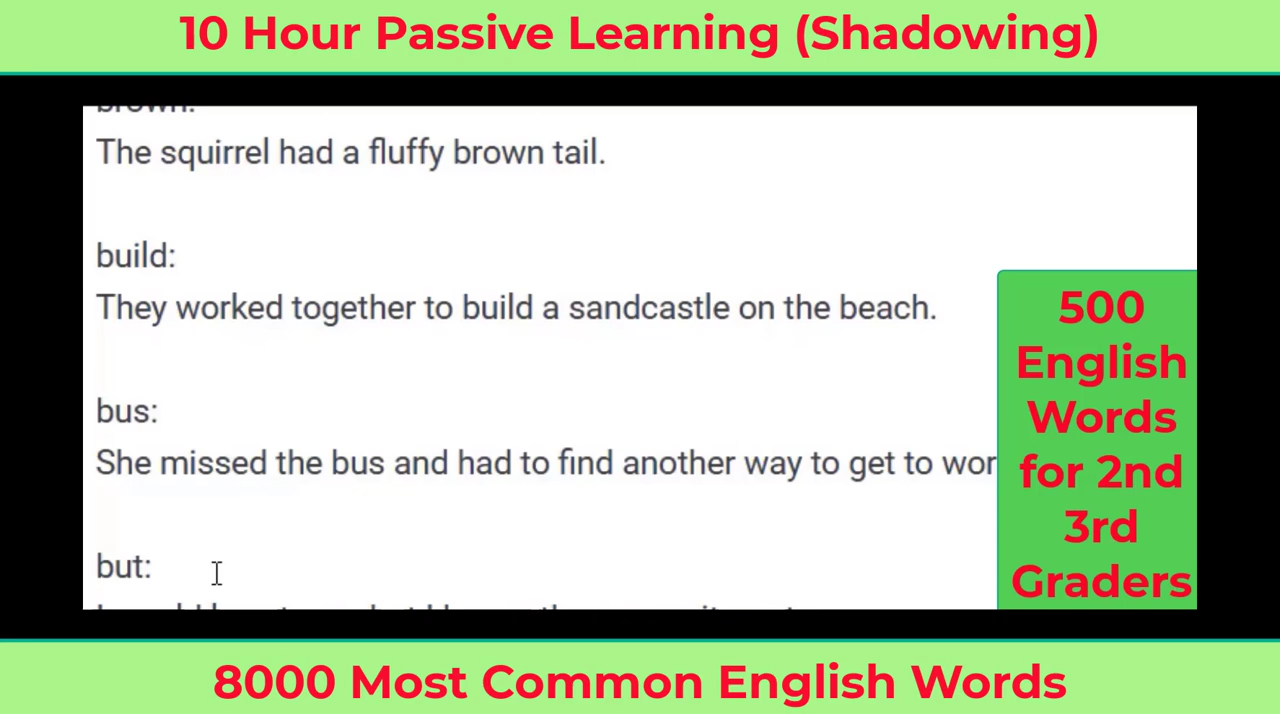 10 Hour Passive Learning (Shadowing)
brown:
The squirrel had a fluffy brown tail.
build:
They worked together to build a sandcastle on the beach.
bus:
She missed the bus and had to find another way to get to wor
but:
500
English
Words
for 2nd
3rd
Graders
8000 Most Common English Words